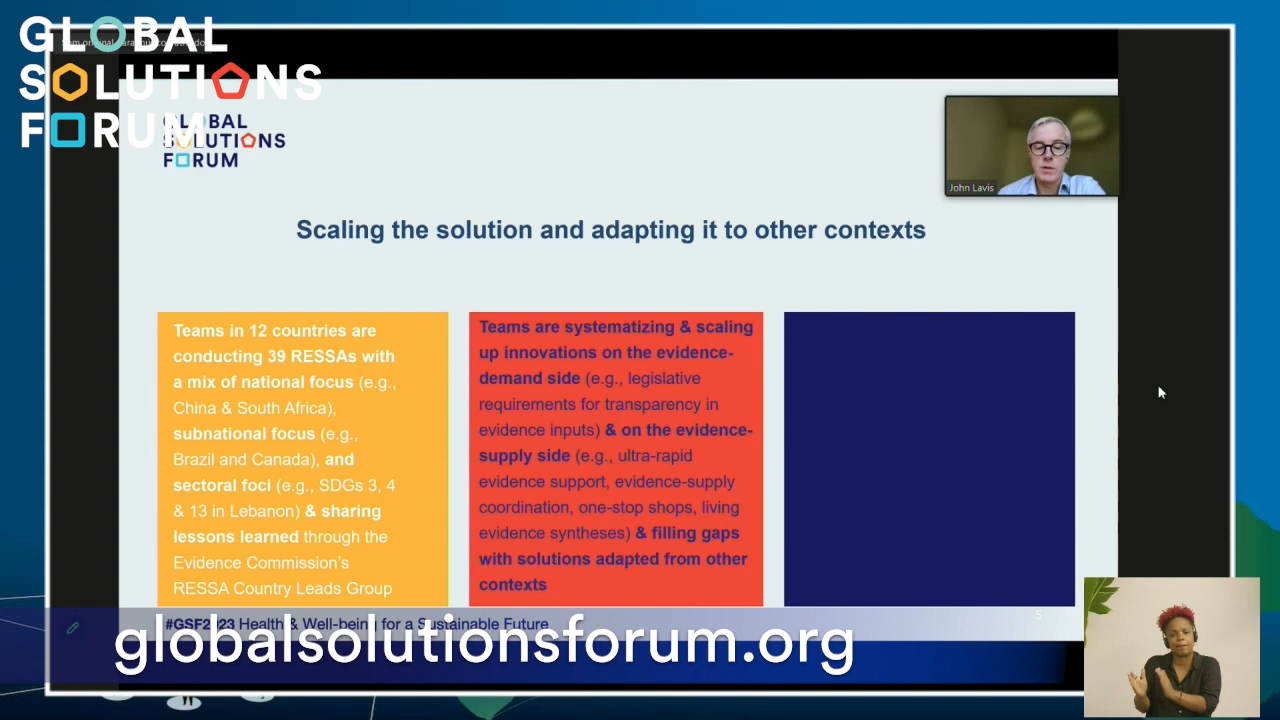 GLOBAL
SOLUTIONS
FORUM
GLOBAL
SOLUTIONS
FORUM
John Lavis
Scaling the solution and adapting it to other contexts
Teams in 12 countries are
conducting 39 RESSAs with
a mix of national focus (e.g.,
China & South Africa),
subnational focus (e.g.,
Brazil and Canada), and
sectoral foci (e.g., SDGs 3, 4
& 13 in Lebanon) & sharing
lessons learned through the
Evidence Commission's
RESSA Country Leads Group
Teams are systematizing & scaling
up innovations on the evidence-
demand side (e.g., legislative
requirements for transparency in
evidence inputs) & on the evidence-
supply side (e.g., ultra-rapid
evidence support, evidence-supply
coordination, one-stop shops, living
evidence syntheses) & filling gaps
with solutions adapted from other
contexts
#GSF2023 Health & Well-being for a Sustainable Future
5
globalsolutionsforum.org